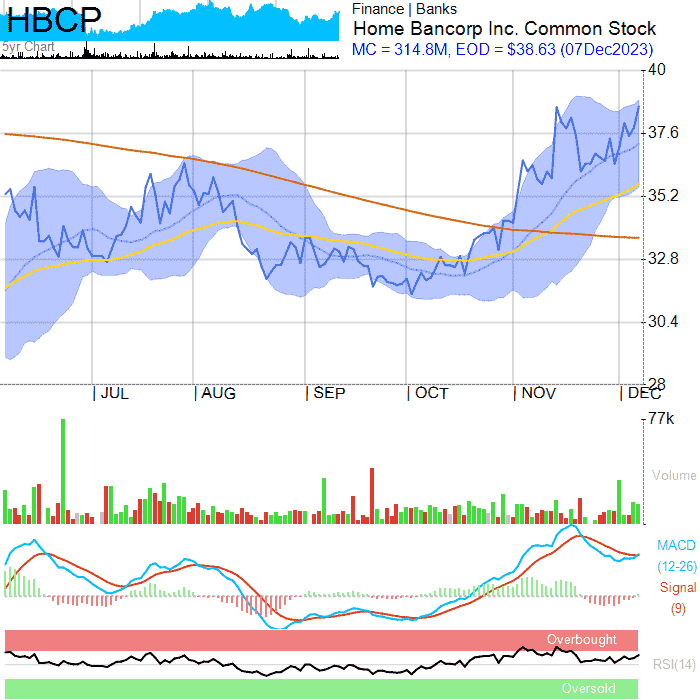 HBCP
5yr Chart
Finance | Banks
Home Bancorp Inc. Common Stock
MC = 314.8M, EOD = $38.63 (07Dec2023)
40
37.6
35.2
32.8
30.4
28
| JUL | AUG | SEP | OCT | NOV | DEC
77k
Volume
MACD
(12-26)
Signal
(9)
Overbought
RSI(14)
Oversold